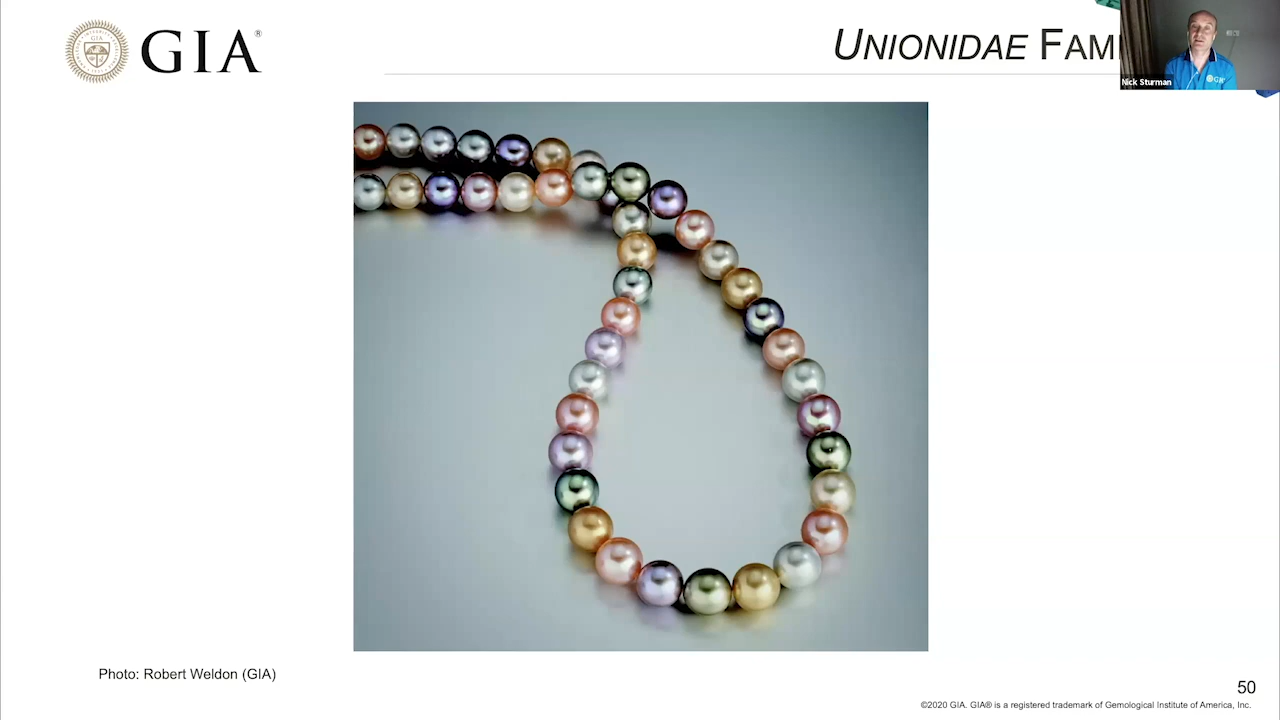 GIA®
UNIONIDAE FAM
Nick Sturman
GIA
Photo: Robert Weldon (GIA)
50
©2020 GIA. GIA® is a registered trademark of Gemological Institute of America, Inc.